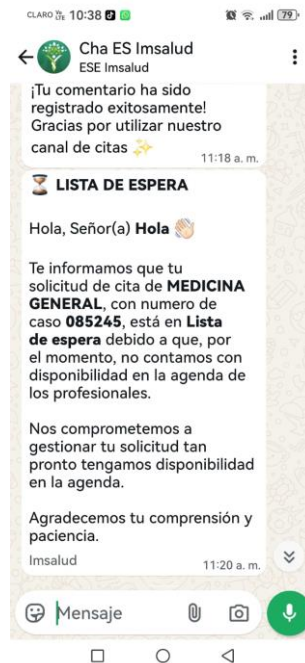 CLARO LTE 10:38 79
Cha ES Imsalud
ESE Imsalud
¡Tu comentario ha sido
registrado exitosamente!
Gracias por utilizar nuestro
canal de citas ✨
11:18 a. m.
⏳ LISTA DE ESPERA
Hola, Señor(a) Hola 👋🏻
Te informamos que tu
solicitud de cita de MEDICINA
GENERAL, con numero de
caso 085245, está en Lista
de espera debido a que, por
el momento, no contamos con
disponibilidad en la agenda de
los profesionales.
Nos comprometemos a
gestionar tu solicitud tan
pronto tengamos disponibilidad
en la agenda.
Agradecemos tu comprensión y
paciencia.
Imsalud
11:20 a. m.
Mensaje